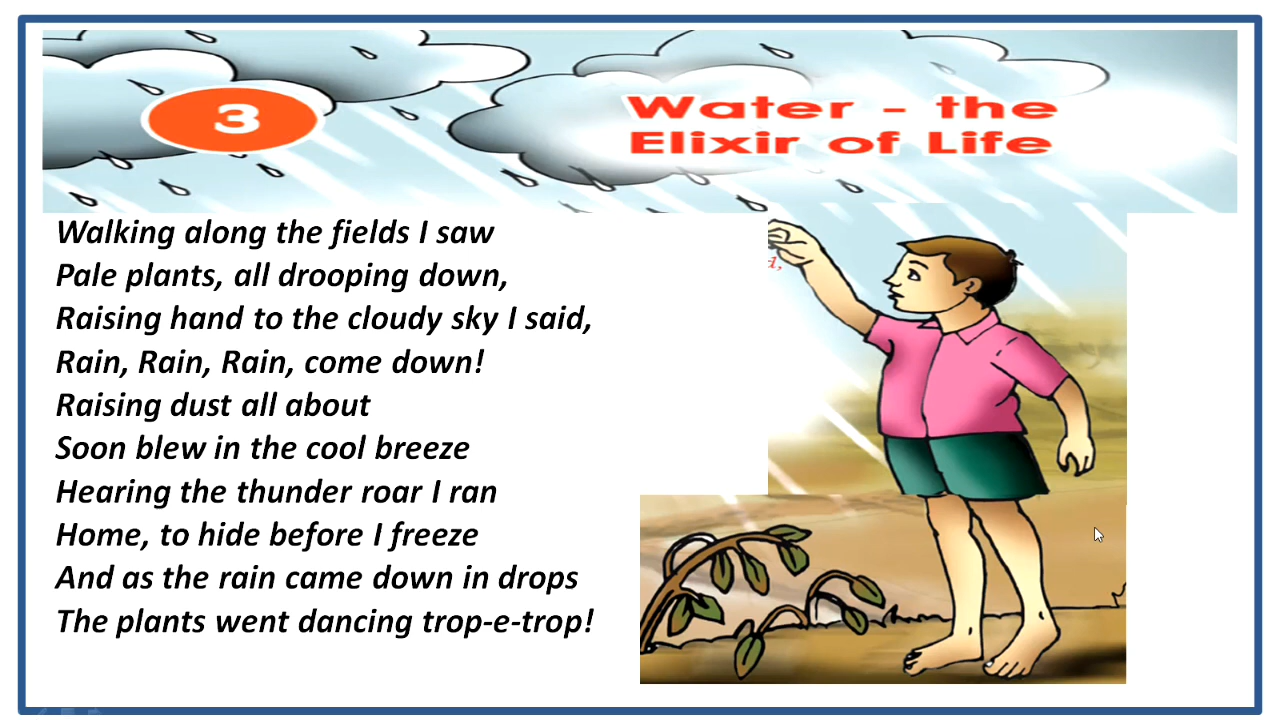 3
Water - the
Elixir of Life
Walking along the fields I saw
Pale plants, all drooping down,
Raising hand to the cloudy sky I said,
Rain, Rain, Rain, come down!
Raising dust all about
Soon blew in the cool breeze
Hearing the thunder roar I ran
Home, to hide before I freeze
And as the rain came down in drops
The plants went dancing trop-e-trop!
d,